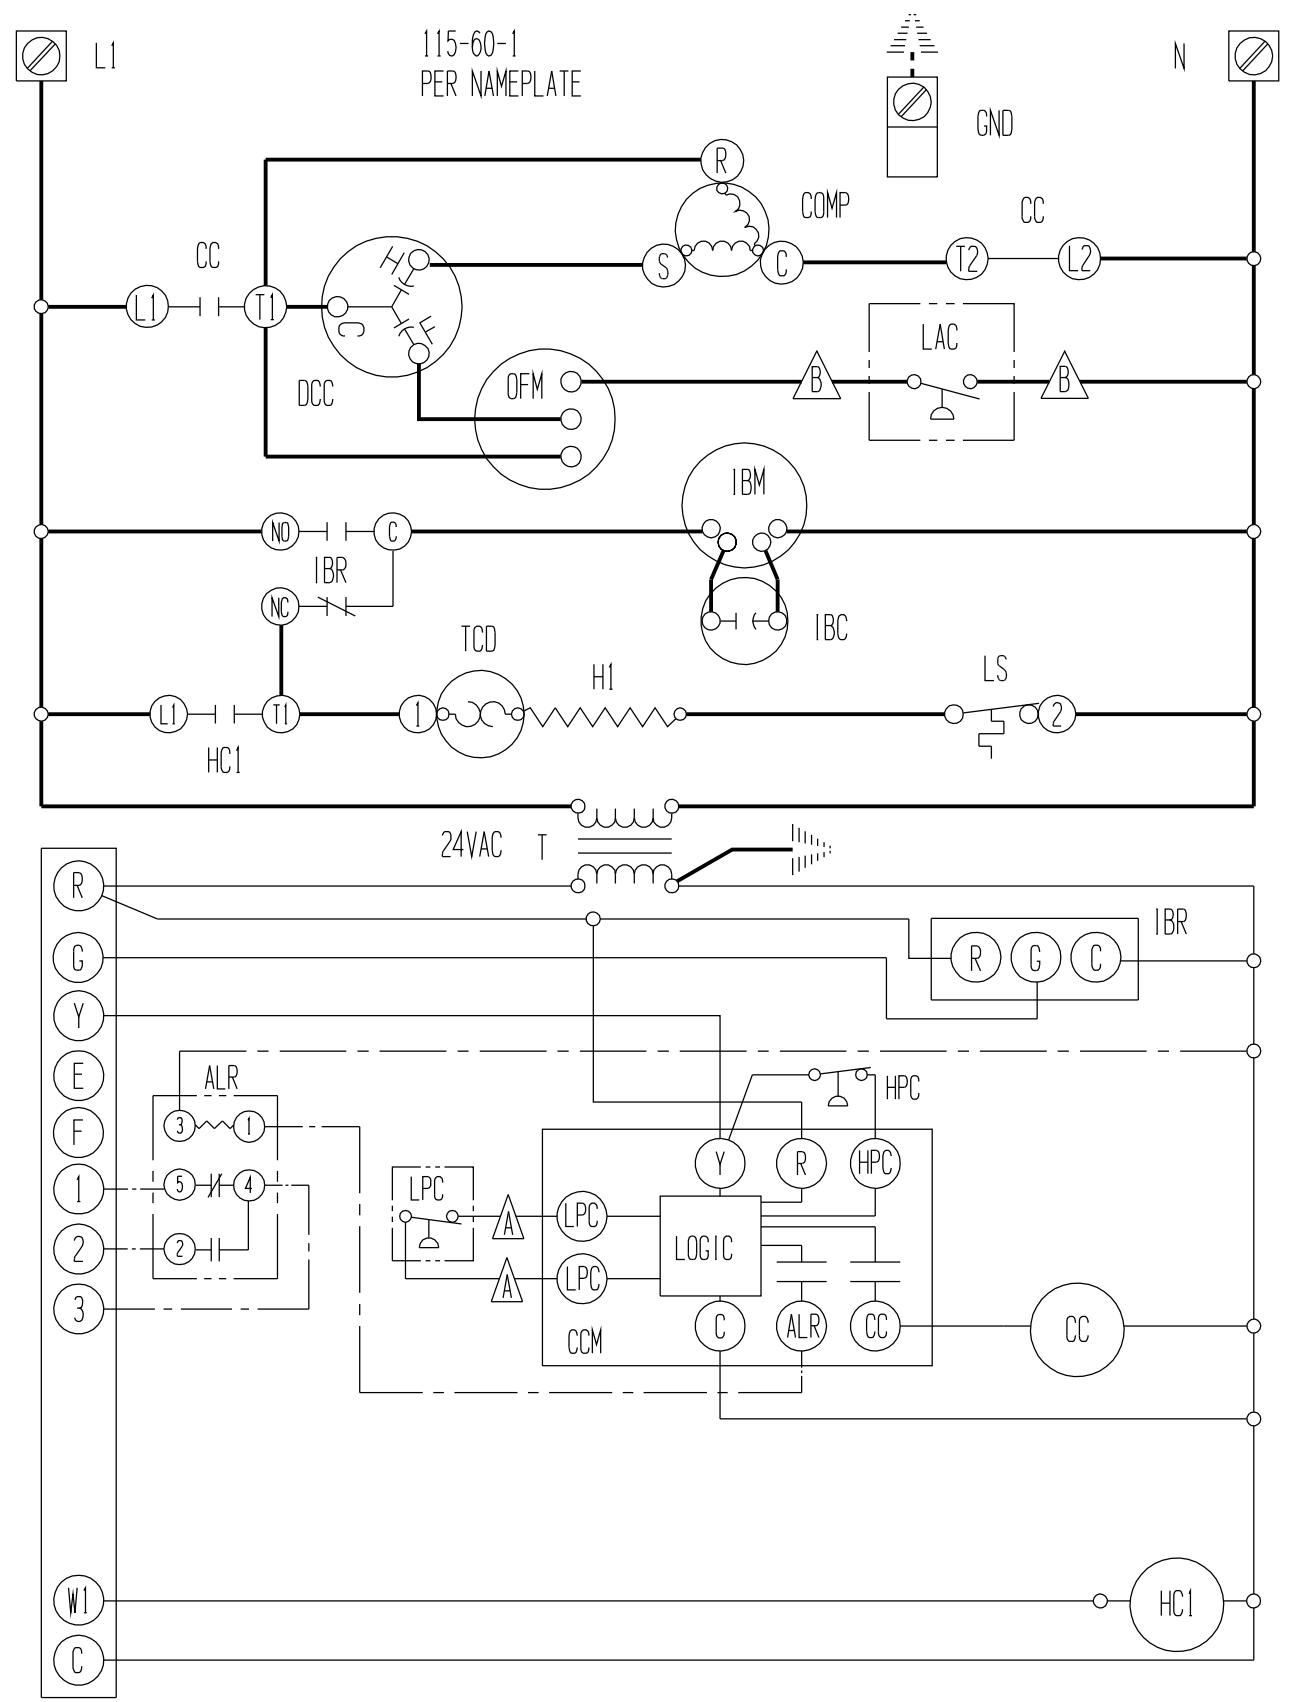 L1
115-60-1
PER NAMEPLATE
N
GND
R
COMP
CC
CC
H
S
C
T2
L2
L1
T1
C
F
LAC
DCC
OFM
B
B
IBM
NO
C
IBR
NC
IBC
TCD
H1
LS
L1
T1
1
2
HC1
24VAC T
R
IBR
G
R
G
C
Y
E
ALR
HPC
F
3
1
Y
R
HPC
1
5
4
LPC
A
LPC
2
2
LOGIC
A
LPC
3
C
ALR
CC
CC
CCM
W1
HC1
C